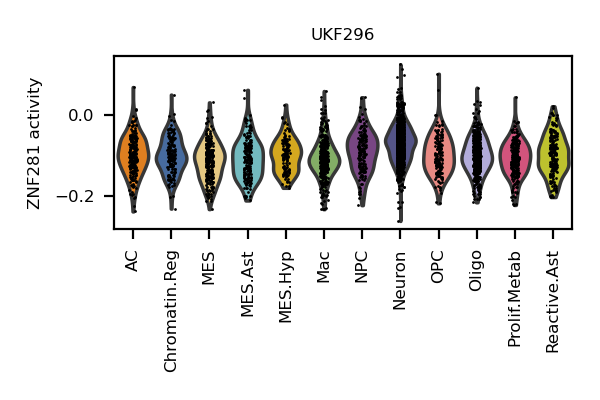 UKF296
ZNF281 activity
0.0
−0.2
AC
Chromatin.Reg
MES
MES.Ast
MES.Hyp
Mac
NPC
Neuron
OPC
Oligo
Prolif.Metab
Reactive.Ast